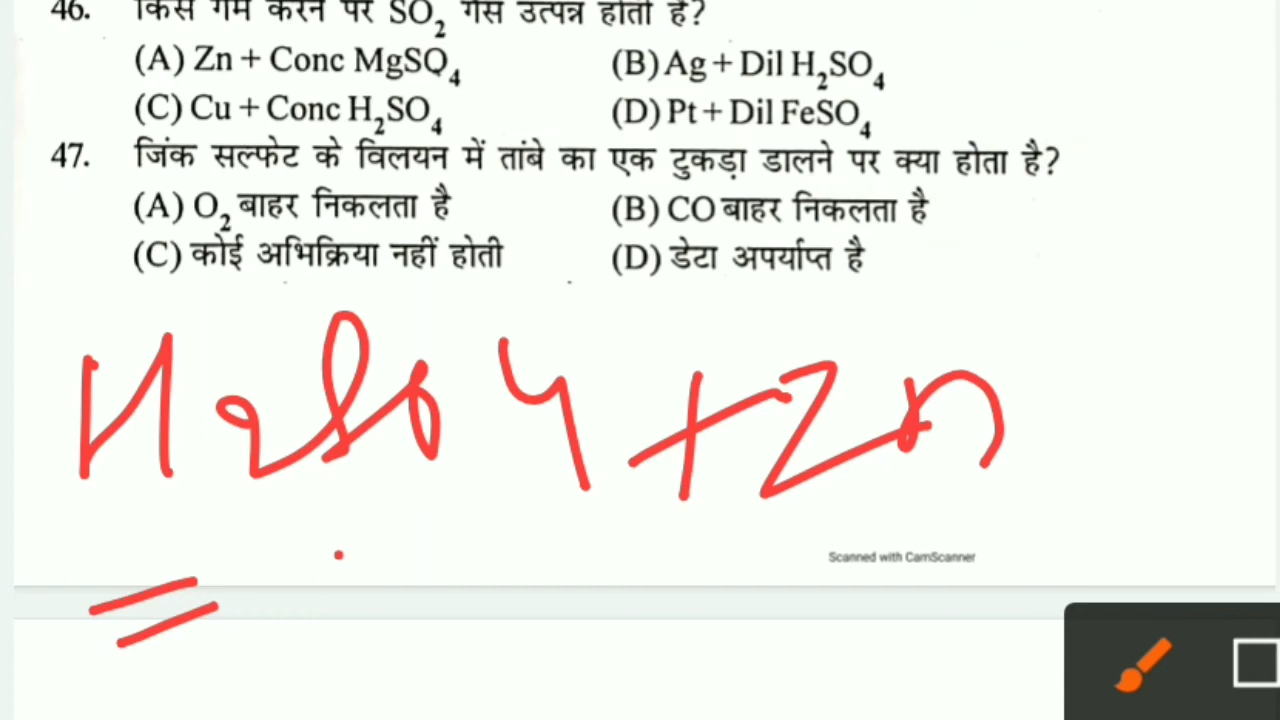 46. किसे गर्म करने पर SO₂ गैस उत्पन्न होती है?
(A) Zn + Conc MgSO₄ (B) Ag + Dil H₂SO₄
(C) Cu + Conc H₂SO₄ (D) Pt + Dil FeSO₄
47. जिंक सल्फेट के विलयन में तांबे का एक टुकड़ा डालने पर क्या होता है?
(A) O₂ बाहर निकलता है (B) CO बाहर निकलता है
(C) कोई अभिक्रिया नहीं होती (D) डेटा अपर्याप्त है
H2So4 + Zn
Scanned with CamScanner
=